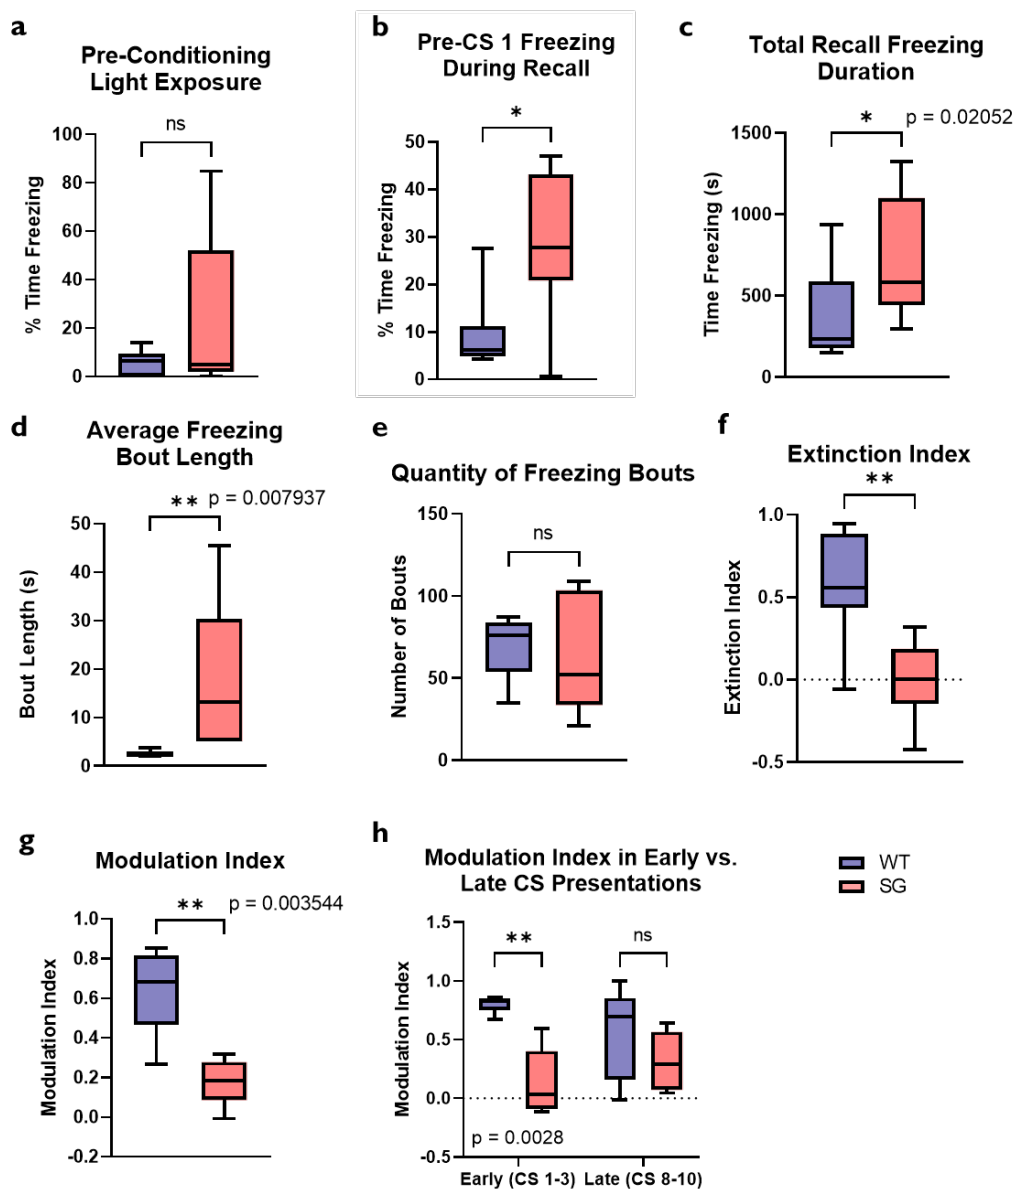 a
Pre-Conditioning
Light Exposure
ns
% Time Freezing
100
80
60
40
20
0
b
Pre-CS 1 Freezing
During Recall
*
% Time Freezing
50
40
30
20
10
0
c
Total Recall Freezing
Duration
* p = 0.02052
Time Freezing (s)
1500
1000
500
0
d
Average Freezing
Bout Length
** p = 0.007937
Bout Length (s)
50
40
30
20
10
0
e
Quantity of Freezing Bouts
ns
Number of Bouts
150
100
50
0
f
Extinction Index
**
Extinction Index
1.0
0.5
0.0
-0.5
g
Modulation Index
** p = 0.003544
Modulation Index
1.0
0.8
0.6
0.4
0.2
0.0
-0.2
h
Modulation Index in Early vs.
Late CS Presentations
** ns
Modulation Index
1.5
1.0
0.5
0.0
-0.5
p = 0.0028
Early (CS 1-3) Late (CS 8-10)
WT
SG